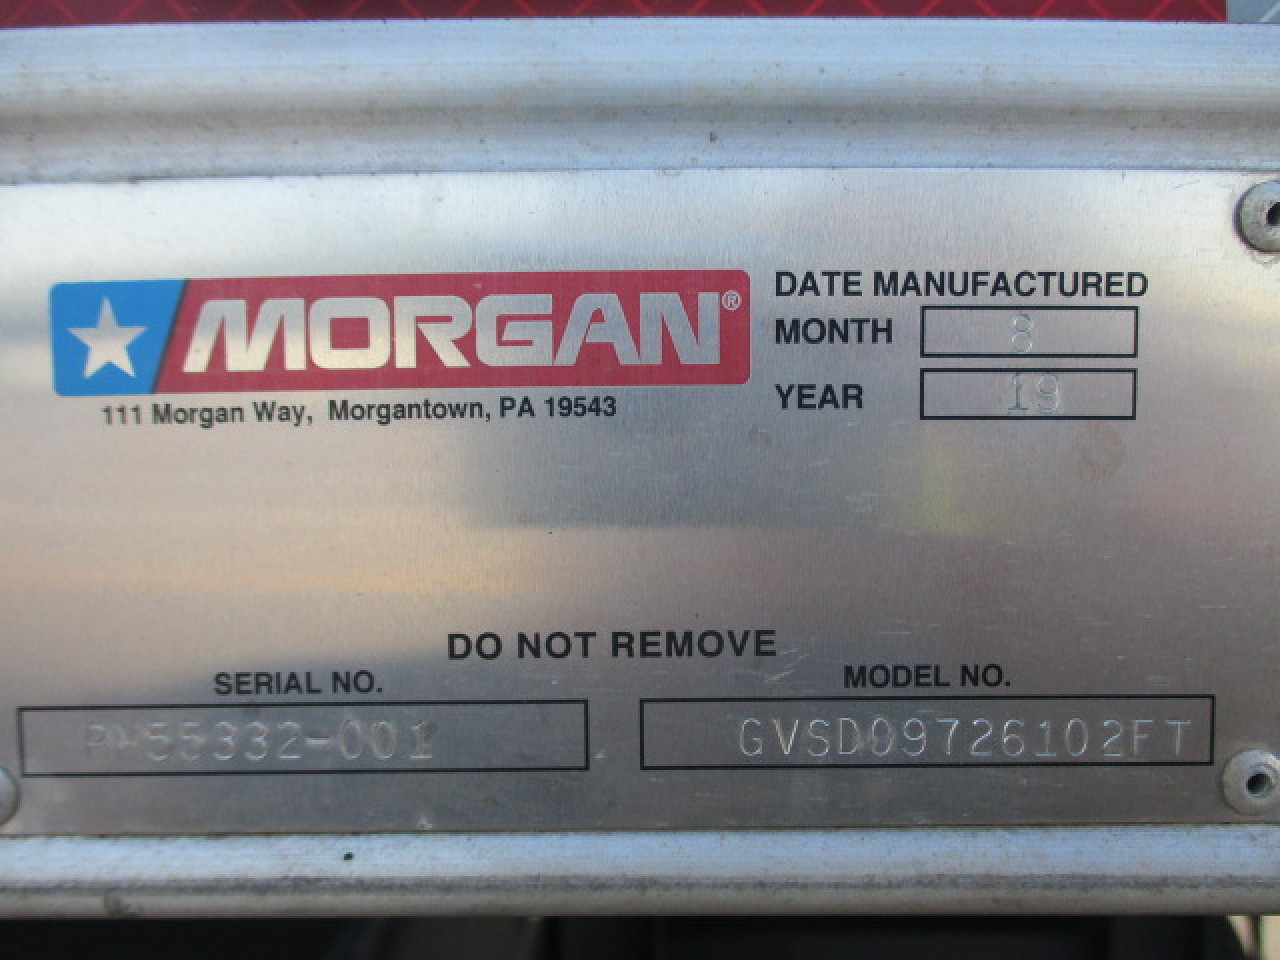 MORGAN®
111 Morgan Way, Morgantown, PA 19543
DATE MANUFACTURED
MONTH 8
YEAR 19
DO NOT REMOVE
SERIAL NO.
MODEL NO.
GVSD09726102FT